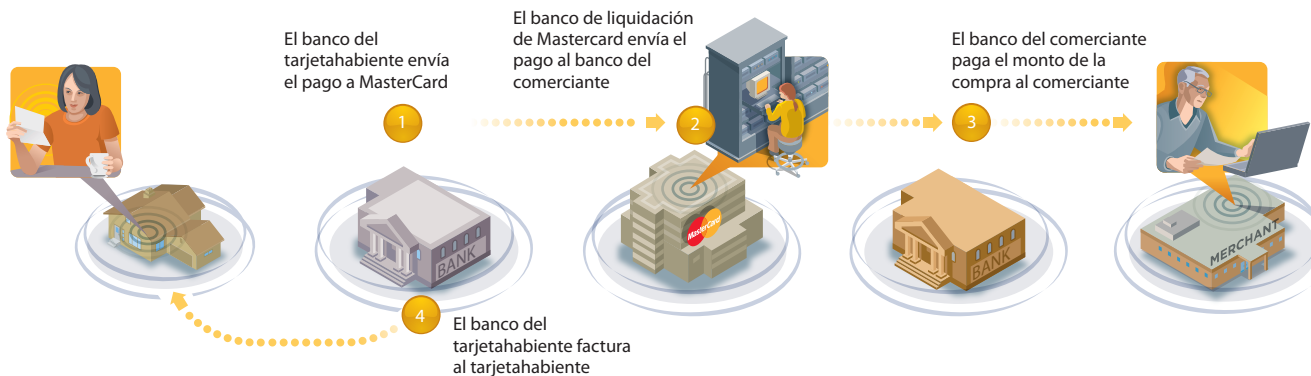 El banco del
tarjetahabiente envía
el pago a MasterCard
1
El banco de liquidación
de Mastercard envía el
pago al banco del
comerciante
2
El banco del comerciante
paga el monto de la
compra al comerciante
3
BANK
MasterCard
BANK
MERCHANT
4
El banco del
tarjetahabiente factura
al tarjetahabiente